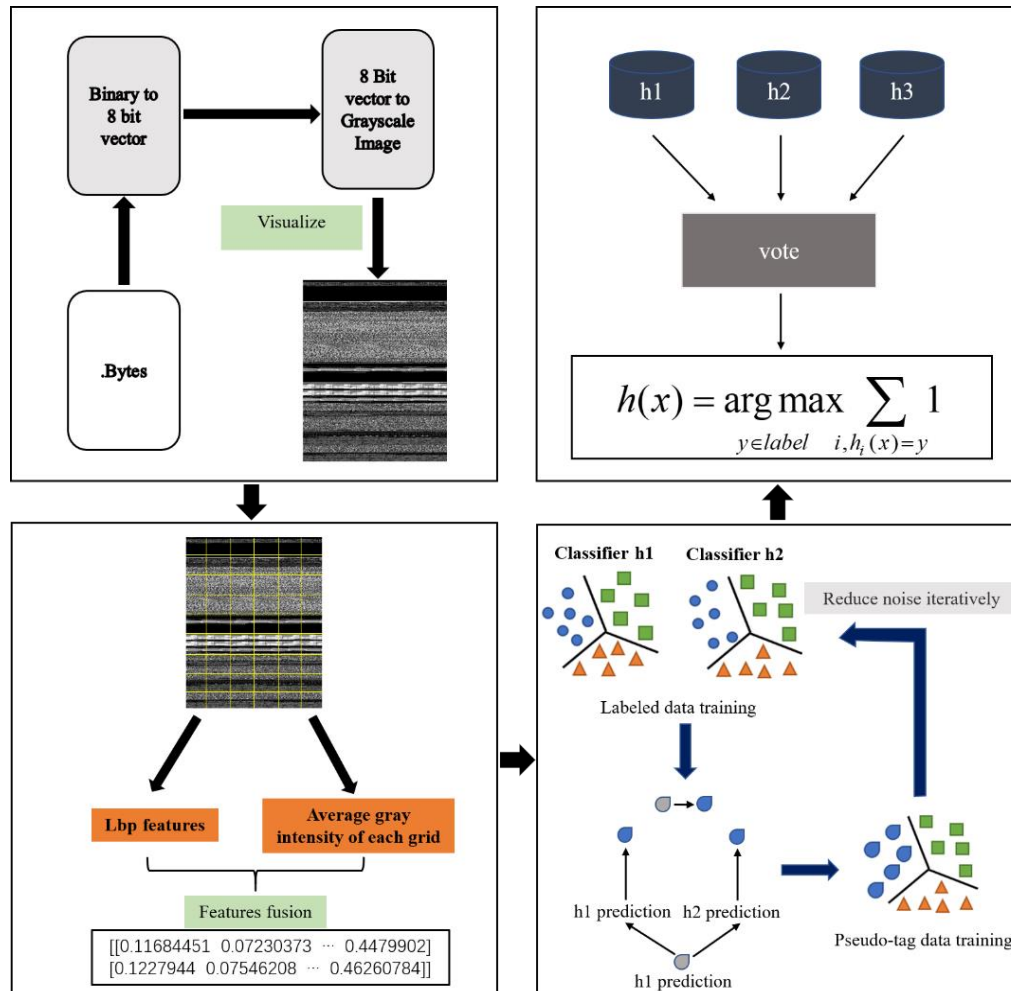 Binary to
8 bit
vector
8 Bit
vector to
Grayscale
Image
Visualize
.Bytes
h1
h2
h3
vote
h(x) = arg max ∑ 1
y∈label i,h_i(x)=y
Lbp features
Average gray
intensity of each grid
Features fusion
[[0.11684451 0.07230373 ··· 0.4479902]
[0.1227944 0.07546208 ··· 0.46260784]]
Classifier h1
Classifier h2
Reduce noise iteratively
Labeled data training
h1 prediction
h2 prediction
h1 prediction
Pseudo-tag data training